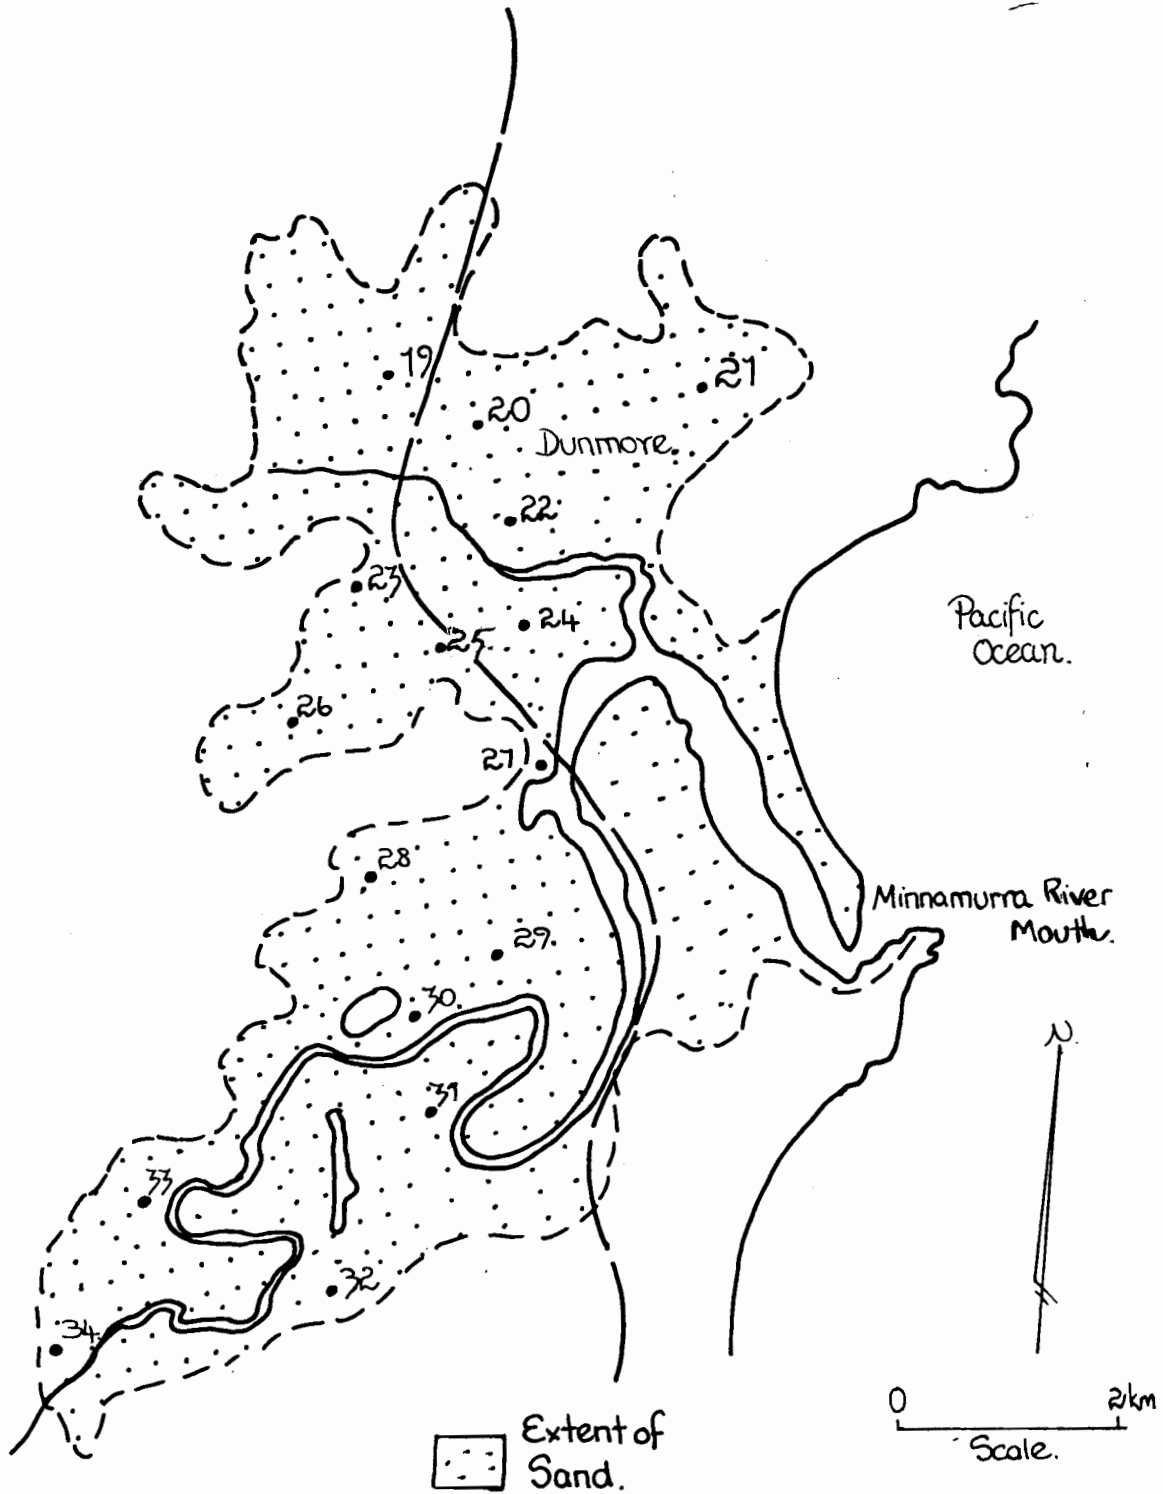 19
21
20
Dunmore.
22
23
24
Pacific
Ocean.
25
26
27
28
Minnamurra River
Mouth.
29.
30
N.
31
33
32
34.
0 2km
Scale.
Extent of
Sand.